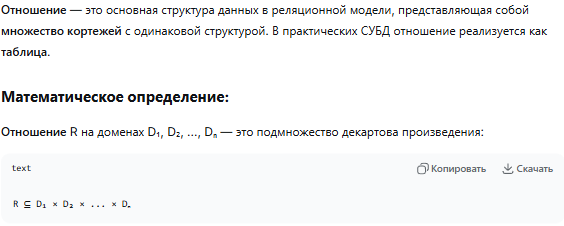 Отношение — это основная структура данных в реляционной модели, представляющая собой
множество кортежей с одинаковой структурой. В практических СУБД отношение реализуется как
таблица.
Математическое определение:
Отношение R на доменах D₁, D₂, ..., Dₙ — это подмножество декартова произведения:
text
Копировать
Скачать
R ⊆ D₁ × D₂ × ... × Dₙ